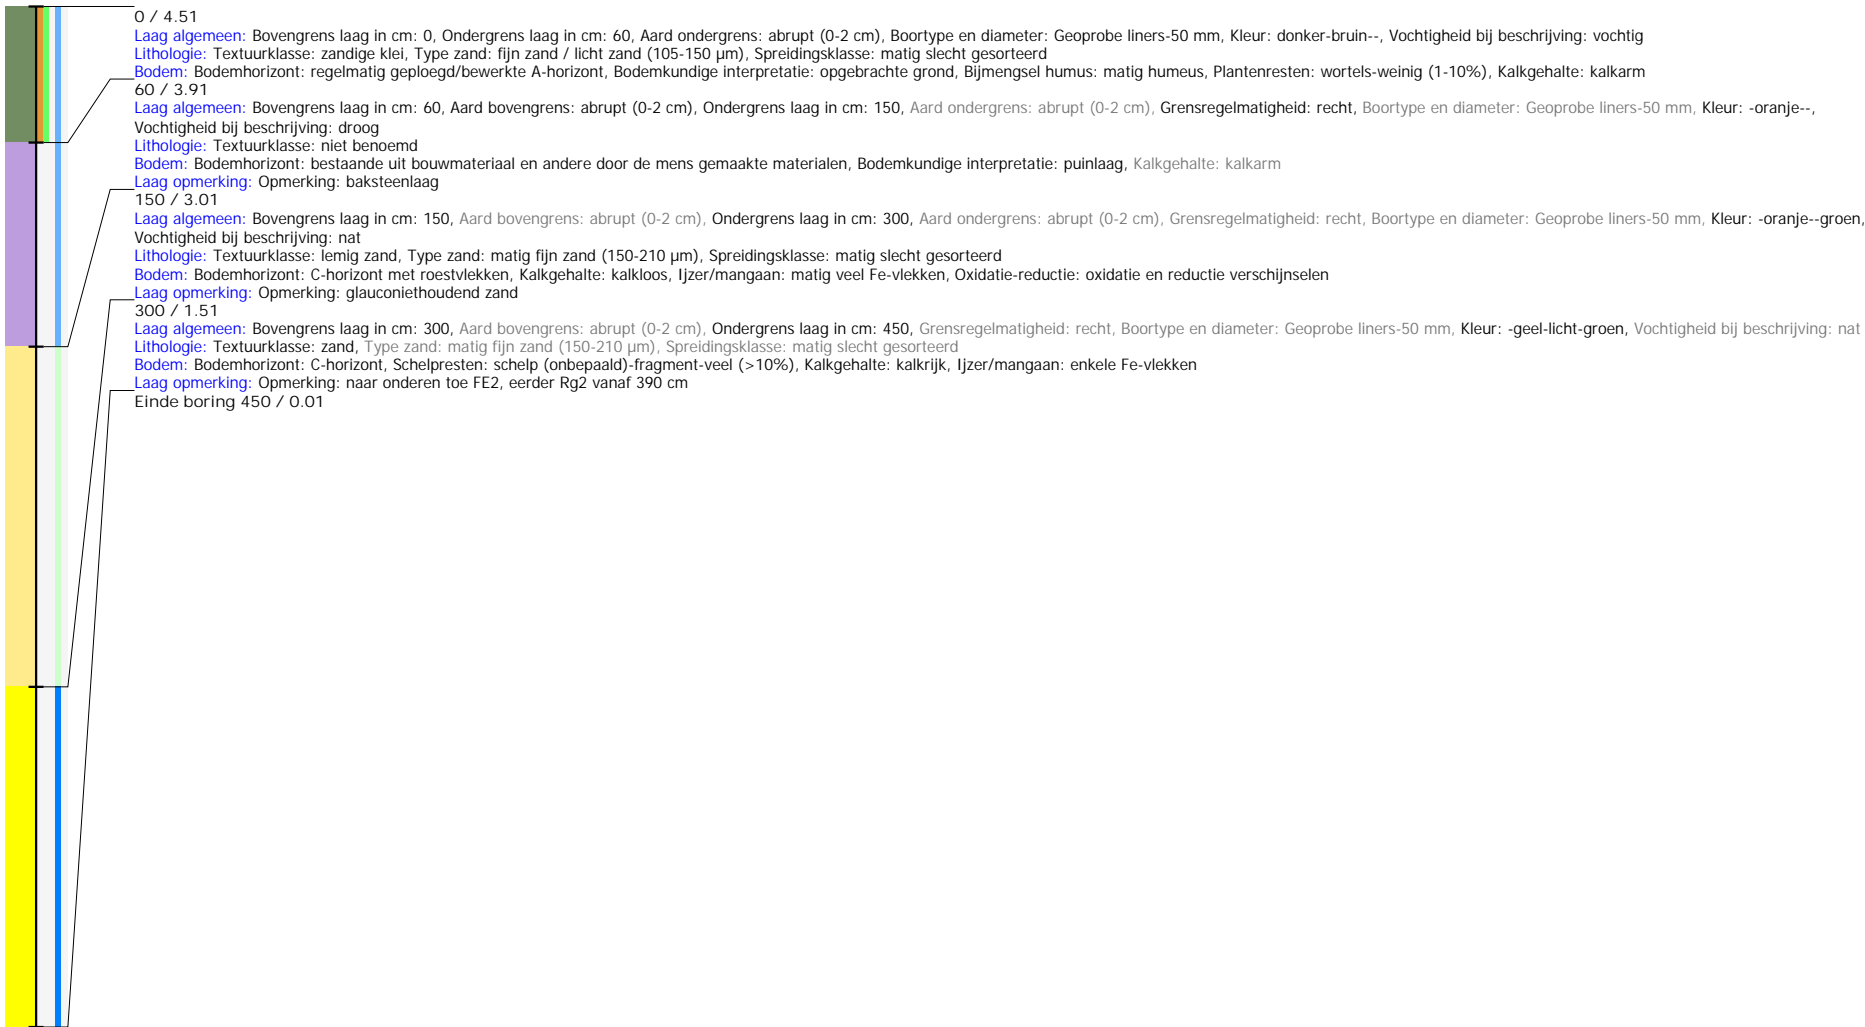 0 / 4.51
Laag algemeen: Bovengrens laag in cm: 0, Ondergrens laag in cm: 60, Aard ondergrens: abrupt (0-2 cm), Boortype en diameter: Geoprobe liners-50 mm, Kleur: donker-bruin--, Vochtigheid bij beschrijving: vochtig
Lithologie: Textuurklasse: zandige klei, Type zand: fijn zand / licht zand (105-150 µm), Spreidingsklasse: matig slecht gesorteerd
Bodem: Bodemhorizont: regelmatig geploegd/bewerkte A-horizont, Bodemkundige interpretatie: opgebrachte grond, Bijmengsel humus: matig humeus, Plantenresten: wortels-weinig (1-10%), Kalkgehalte: kalkarm
60 / 3.91
Laag algemeen: Bovengrens laag in cm: 60, Aard bovengrens: abrupt (0-2 cm), Ondergrens laag in cm: 150, Aard ondergrens: abrupt (0-2 cm), Grensregelmatigheid: recht, Boortype en diameter: Geoprobe liners-50 mm, Kleur: -oranje--,
Vochtigheid bij beschrijving: droog
Lithologie: Textuurklasse: niet benoemd
Bodem: Bodemhorizont: bestaande uit bouwmateriaal en andere door de mens gemaakte materialen, Bodemkundige interpretatie: puinlaag, Kalkgehalte: kalkarm
Laag opmerking: Opmerking: baksteenlaag
150 / 3.01
Laag algemeen: Bovengrens laag in cm: 150, Aard bovengrens: abrupt (0-2 cm), Ondergrens laag in cm: 300, Aard ondergrens: abrupt (0-2 cm), Grensregelmatigheid: recht, Boortype en diameter: Geoprobe liners-50 mm, Kleur: -oranje--groen,
Vochtigheid bij beschrijving: nat
Lithologie: Textuurklasse: lemig zand, Type zand: matig fijn zand (150-210 µm), Spreidingsklasse: matig slecht gesorteerd
Bodem: Bodemhorizont: C-horizont met roestvlekken, Kalkgehalte: kalkloos, Ijzer/mangaan: matig veel Fe-vlekken, Oxidatie-reductie: oxidatie en reductie verschijnselen
Laag opmerking: Opmerking: glauconiethoudend zand
300 / 1.51
Laag algemeen: Bovengrens laag in cm: 300, Aard bovengrens: abrupt (0-2 cm), Ondergrens laag in cm: 450, Grensregelmatigheid: recht, Boortype en diameter: Geoprobe liners-50 mm, Kleur: -geel-licht-groen, Vochtigheid bij beschrijving: nat
Lithologie: Textuurklasse: zand, Type zand: matig fijn zand (150-210 µm), Spreidingsklasse: matig slecht gesorteerd
Bodem: Bodemhorizont: C-horizont, Schelpresten: schelp (onbepaald)-fragment-veel (>10%), Kalkgehalte: kalkrijk, Ijzer/mangaan: enkele Fe-vlekken
Laag opmerking: Opmerking: naar onderen toe FE2, eerder Rg2 vanaf 390 cm
Einde boring 450 / 0.01